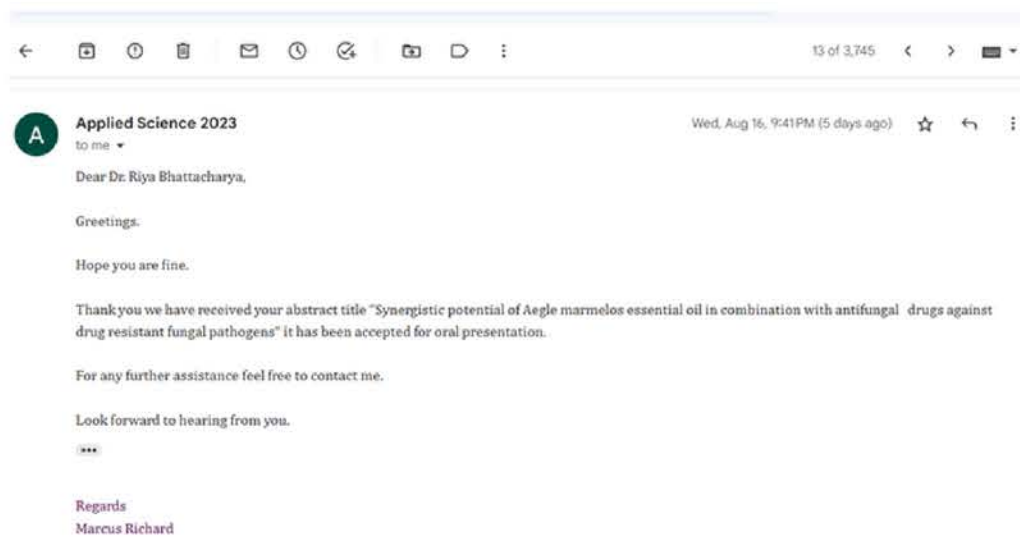 13 of 3,745
A
Applied Science 2023
Wed, Aug 16, 9:41 PM (5 days ago)
to me
Dear Dr. Riya Bhattacharya,
Greetings.
Hope you are fine.
Thank you we have received your abstract title "Synergistic potential of Aegle marmelos essential oil in combination with antifungal drugs against
drug resistant fungal pathogens" it has been accepted for oral presentation.
For any further assistance feel free to contact me.
Look forward to hearing from you.
Regards
Marcus Richard